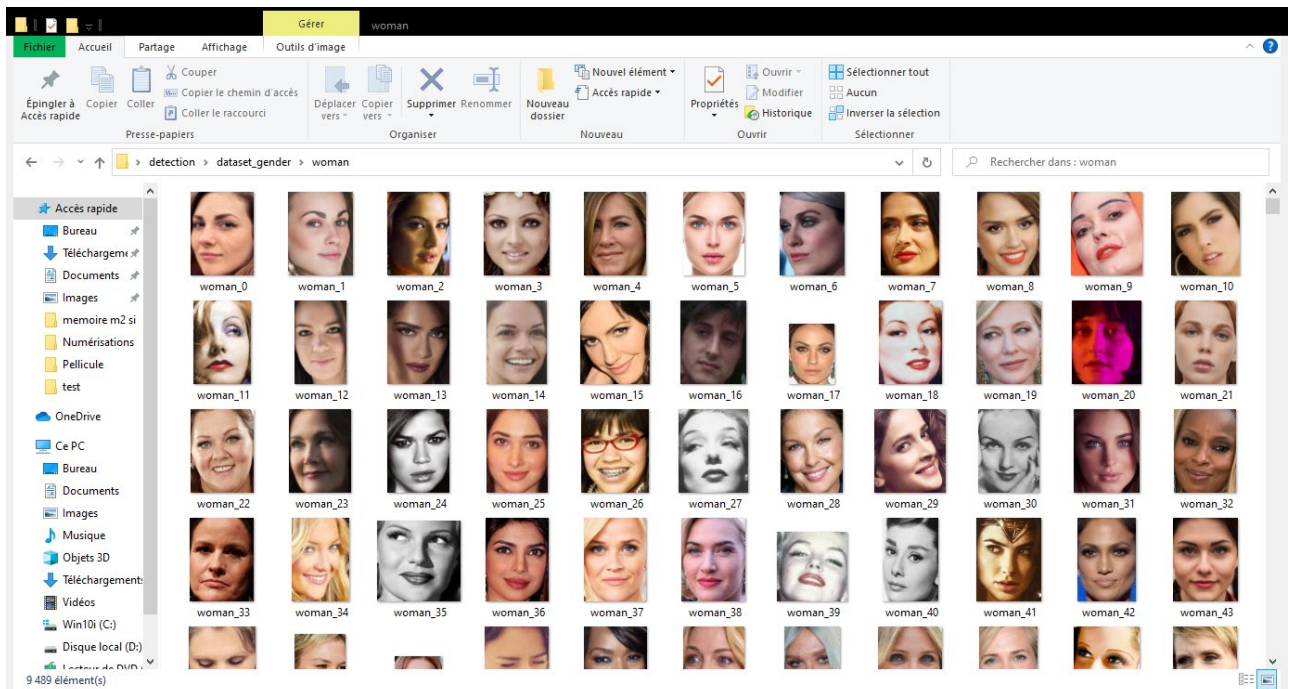 Gérer
woman
Fichier Accueil Partage Affichage Outils d'image
Épingler à Accès rapide
Copier
Coller
Couper
Copier le chemin d'accès
Coller le raccourci
Presse-papiers
Déplacer vers
Copier vers
Supprimer
Renommer
Organiser
Nouveau dossier
Nouvel élément
Accès rapide
Nouveau
Propriétés
Ouvrir
Modifier
Historique
Ouvrir
Sélectionner tout
Aucun
Inverser la sélection
Sélectionner
detection > dataset_gender > woman
Rechercher dans : woman
Accès rapide
Bureau
Téléchargeme
Documents
Images
memoire m2 si
Numérisations
Pellicule
test
OneDrive
Ce PC
Bureau
Documents
Images
Musique
Objets 3D
Téléchargement:
Vidéos
Win10i (C:)
Disque local (D:)
woman_0 woman_1 woman_2 woman_3 woman_4 woman_5 woman_6 woman_7 woman_8 woman_9 woman_10
woman_11 woman_12 woman_13 woman_14 woman_15 woman_16 woman_17 woman_18 woman_19 woman_20 woman_21
woman_22 woman_23 woman_24 woman_25 woman_26 woman_27 woman_28 woman_29 woman_30 woman_31 woman_32
woman_33 woman_34 woman_35 woman_36 woman_37 woman_38 woman_39 woman_40 woman_41 woman_42 woman_43
9 489 élément(s)